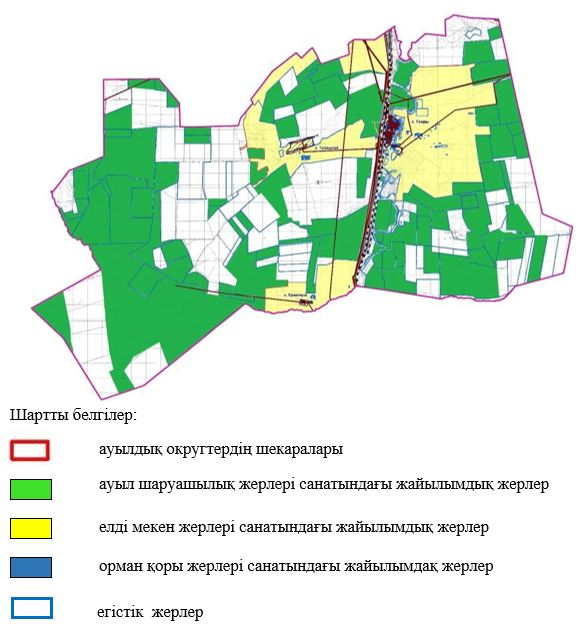 с. Талды
Шартты белгілер:
ауылдық округтердің шекаралары
ауыл шаруашылық жерлері санатындағы жайылымдық жерлер
елді мекен жерлері санатындағы жайылымдық жерлер
орман қоры жерлері санатындағы жайылымдақ жерлер
егістік жерлер